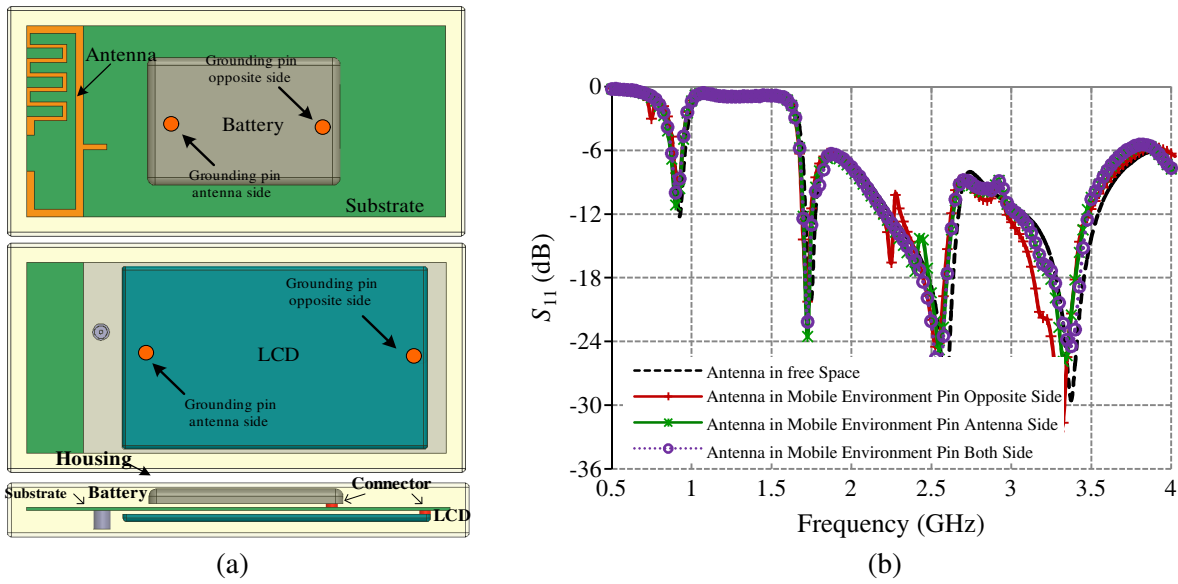 Antenna
Grounding pin
opposite side
Battery
Grounding pin
antenna side
Substrate
Grounding pin
opposite side
LCD
Grounding pin
antenna side
Housing
Substrate
Battery
Connector
LCD
(a)
0
-6
-12
-18
-24
-30
-36
S11 (dB)
Antenna in free Space
Antenna in Mobile Environment Pin Opposite Side
Antenna in Mobile Environment Pin Antenna Side
Antenna in Mobile Environment Pin Both Side
0.5 1 1.5 2 2.5 3 3.5 4
Frequency (GHz)
(b)